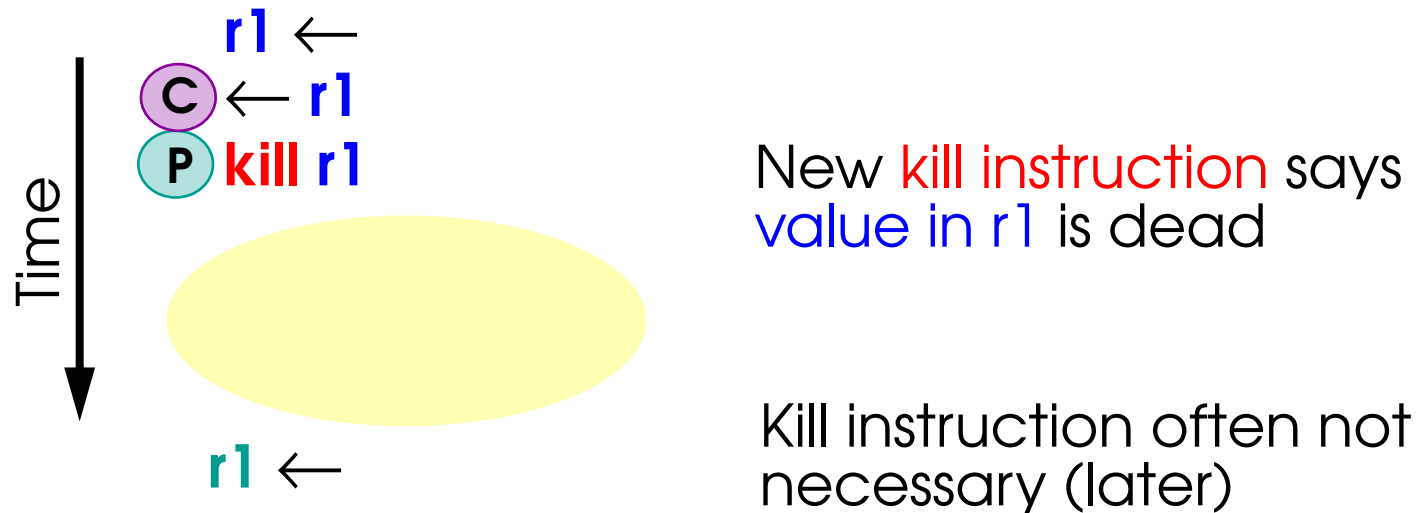 r1 ←
C ← r1
P kill r1
Time
New kill instruction says
value in r1 is dead
Kill instruction often not
necessary (later)
r1 ←